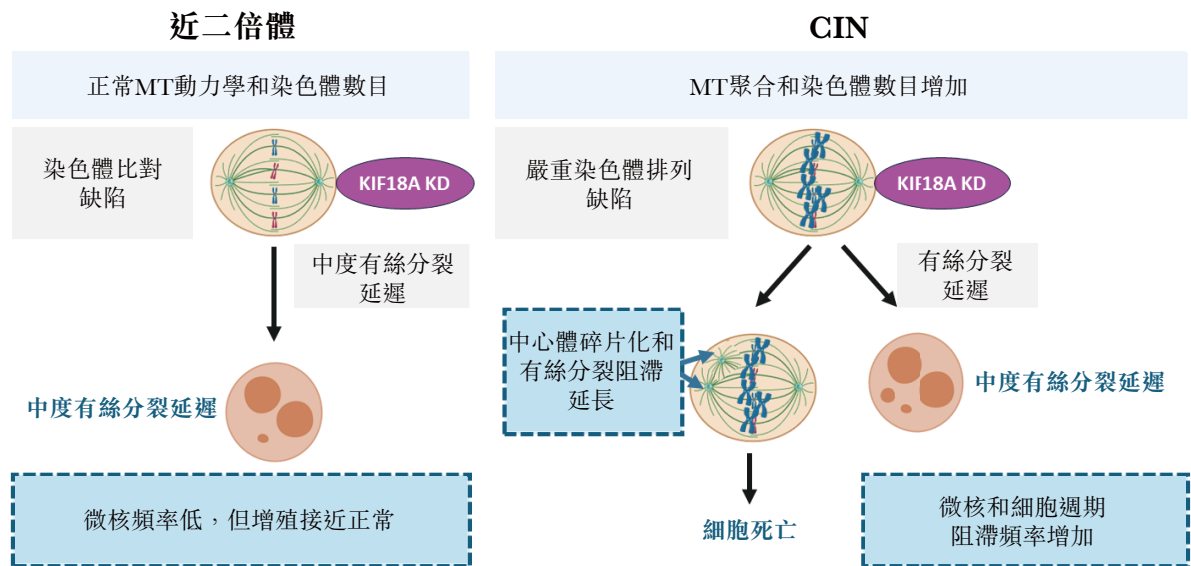 近二倍體
正常MT動力學和染色體數目
染色體比對
缺陷
KIF18A KD
中度有絲分裂
延遲
中度有絲分裂延遲
微核頻率低，但增殖接近正常
CIN
MT聚合和染色體數目增加
嚴重染色體排列
缺陷
KIF18A KD
有絲分裂
延遲
中心體碎片化和
有絲分裂阻滯
延長
中度有絲分裂延遲
細胞死亡
微核和細胞週期
阻滯頻率增加